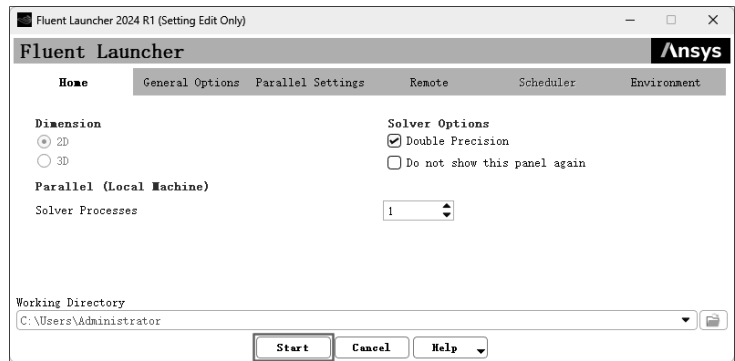 Fluent Launcher 2024 R1 (Setting Edit Only)
Fluent Launcher
Ansys
Home General Options Parallel Settings Remote Scheduler Environment
Dimension
2D
3D
Parallel (Local Machine)
Solver Processes
Solver Options
Double Precision
Do not show this panel again
1
Working Directory
C:\Users\Administrator
Start Cancel Help